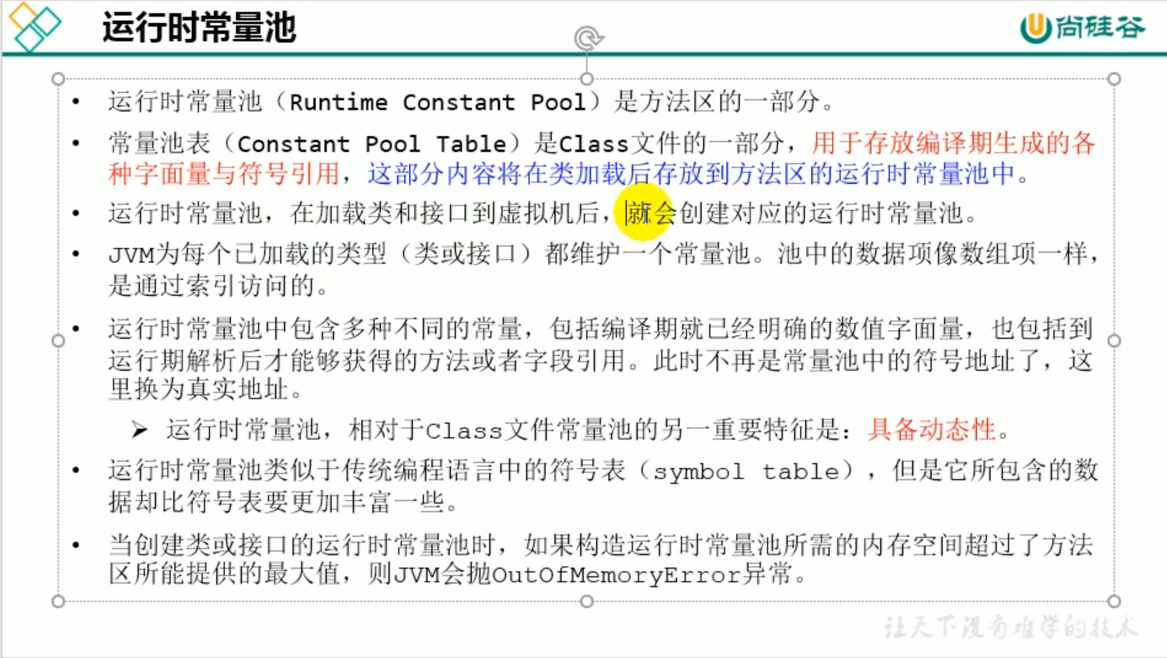 运行时常量池
尚硅谷
• 运行时常量池（Runtime Constant Pool）是方法区的一部分。
• 常量池表（Constant Pool Table）是Class文件的一部分，用于存放编译期生成的各
种字面量与符号引用，这部分内容将在类加载后存放到方法区的运行时常量池中。
• 运行时常量池，在加载类和接口到虚拟机后，就会创建对应的运行时常量池。
• JVM为每个已加载的类型（类或接口）都维护一个常量池。池中的数据项像数组项一样，
是通过索引访问的。
• 运行时常量池中包含多种不同的常量，包括编译期就已经明确的数值字面量，也包括到
运行期解析后才能够获得的方法或者字段引用。此时不再是常量池中的符号地址了，这
里换为真实地址。
➢ 运行时常量池，相对于Class文件常量池的另一重要特征是：具备动态性。
• 运行时常量池类似于传统编程语言中的符号表（symbol table），但是它所包含的数
据却比符号表要更加丰富一些。
• 当创建类或接口的运行时常量池时，如果构造运行时常量池所需的内存空间超过了方法
区所能提供的最大值，则JVM会抛OutOfMemoryError异常。
让天下没有难学的技术